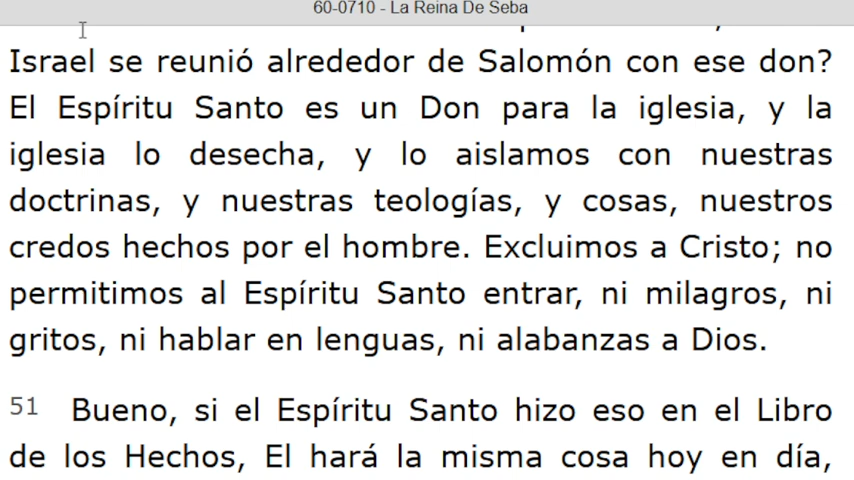 60-0710 - La Reina De Seba
Israel se reunió alrededor de Salomón con ese don?
El Espíritu Santo es un Don para la iglesia, y la
iglesia lo desecha, y lo aislamos con nuestras
doctrinas, y nuestras teologías, y cosas, nuestros
credos hechos por el hombre. Excluimos a Cristo; no
permitimos al Espíritu Santo entrar, ni milagros, ni
gritos, ni hablar en lenguas, ni alabanzas a Dios.
51 Bueno, si el Espíritu Santo hizo eso en el Libro
de los Hechos, El hará la misma cosa hoy en día,